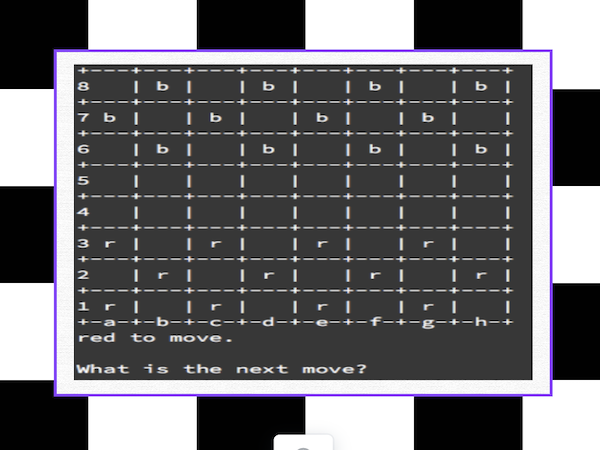 +---+---+---+---+---+---+---+---+
8   | b |   | b |   | b |   | b |
+---+---+---+---+---+---+---+---+
7 b |   | b |   | b |   | b |   |
+---+---+---+---+---+---+---+---+
6   | b |   | b |   | b |   | b |
+---+---+---+---+---+---+---+---+
5   |   |   |   |   |   |   |   |
+---+---+---+---+---+---+---+---+
4   |   |   |   |   |   |   |   |
+---+---+---+---+---+---+---+---+
3 r |   | r |   | r |   | r |   |
+---+---+---+---+---+---+---+---+
2   | r |   | r |   | r |   | r |
+---+---+---+---+---+---+---+---+
1 r |   | r |   | r |   | r |   |
+-a-+-b-+-c-+-d-+-e-+-f-+-g-+-h-+
red to move.
What is the next move?